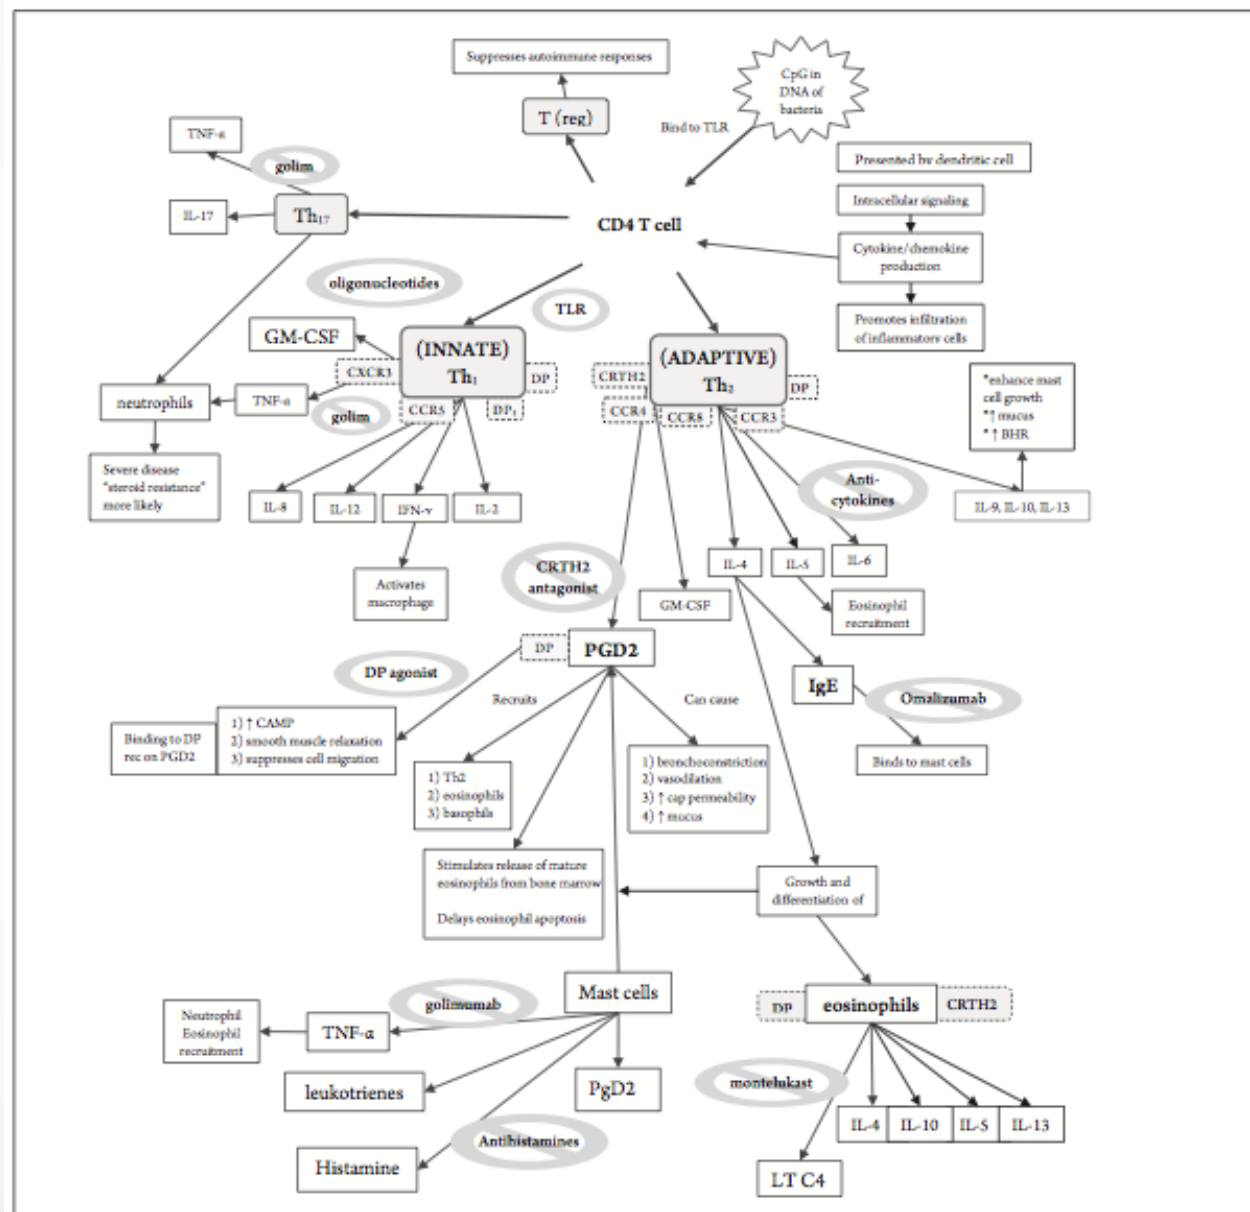 Suppresses autoimmune responses
CpG in
DNA of
bacteria
T (reg)
Bind to TLR
TNF-α
golim
Presented by dendritic cell
IL-17
Th₁₇
Intracellular signaling
CD4 T cell
Cytokine/chemokine
production
oligonucleotides
TLR
Promotes infiltration
of inflammatory cells
GM-CSF
(INNATE)
Th₁
CXCR3
DP
CCR5
DP₁
(ADAPTIVE)
Th₂
CRTH2
DP
CCR4
CCR8
CCR3
*enhance mast
cell growth
*↑ mucus
*↑ BHR
neutrophils
TNF-α
golim
Severe disease
"steroid resistance"
more likely
Anti-
cytokines
IL-8
IL-12
IFN-γ
IL-2
IL-9, IL-10, IL-13
Activates
macrophage
CRTH2
antagonist
GM-CSF
IL-4
IL-5
IL-6
Eosinophil
recruitment
DP
PGD2
DP agonist
IgE
Omalizumab
Recruits
Can cause
Binding to DP
rec on PGD2
1) ↑ CAMP
2) smooth muscle relaxation
3) suppresses cell migration
Binds to mast cells
1) Th2
2) eosinophils
3) basophils
1) bronchoconstriction
2) vasodilation
3) ↑ cap permeability
4) ↑ mucus
Stimulates release of mature
eosinophils from bone marrow
Delays eosinophil apoptosis
Growth and
differentiation of
Mast cells
golimumab
DP
eosinophils
CRTH2
Neutrophil
Eosinophil
recruitment
TNF-α
leukotrienes
PgD2
montelukast
Antihistamines
IL-4
IL-10
IL-5
IL-13
Histamine
LT C4